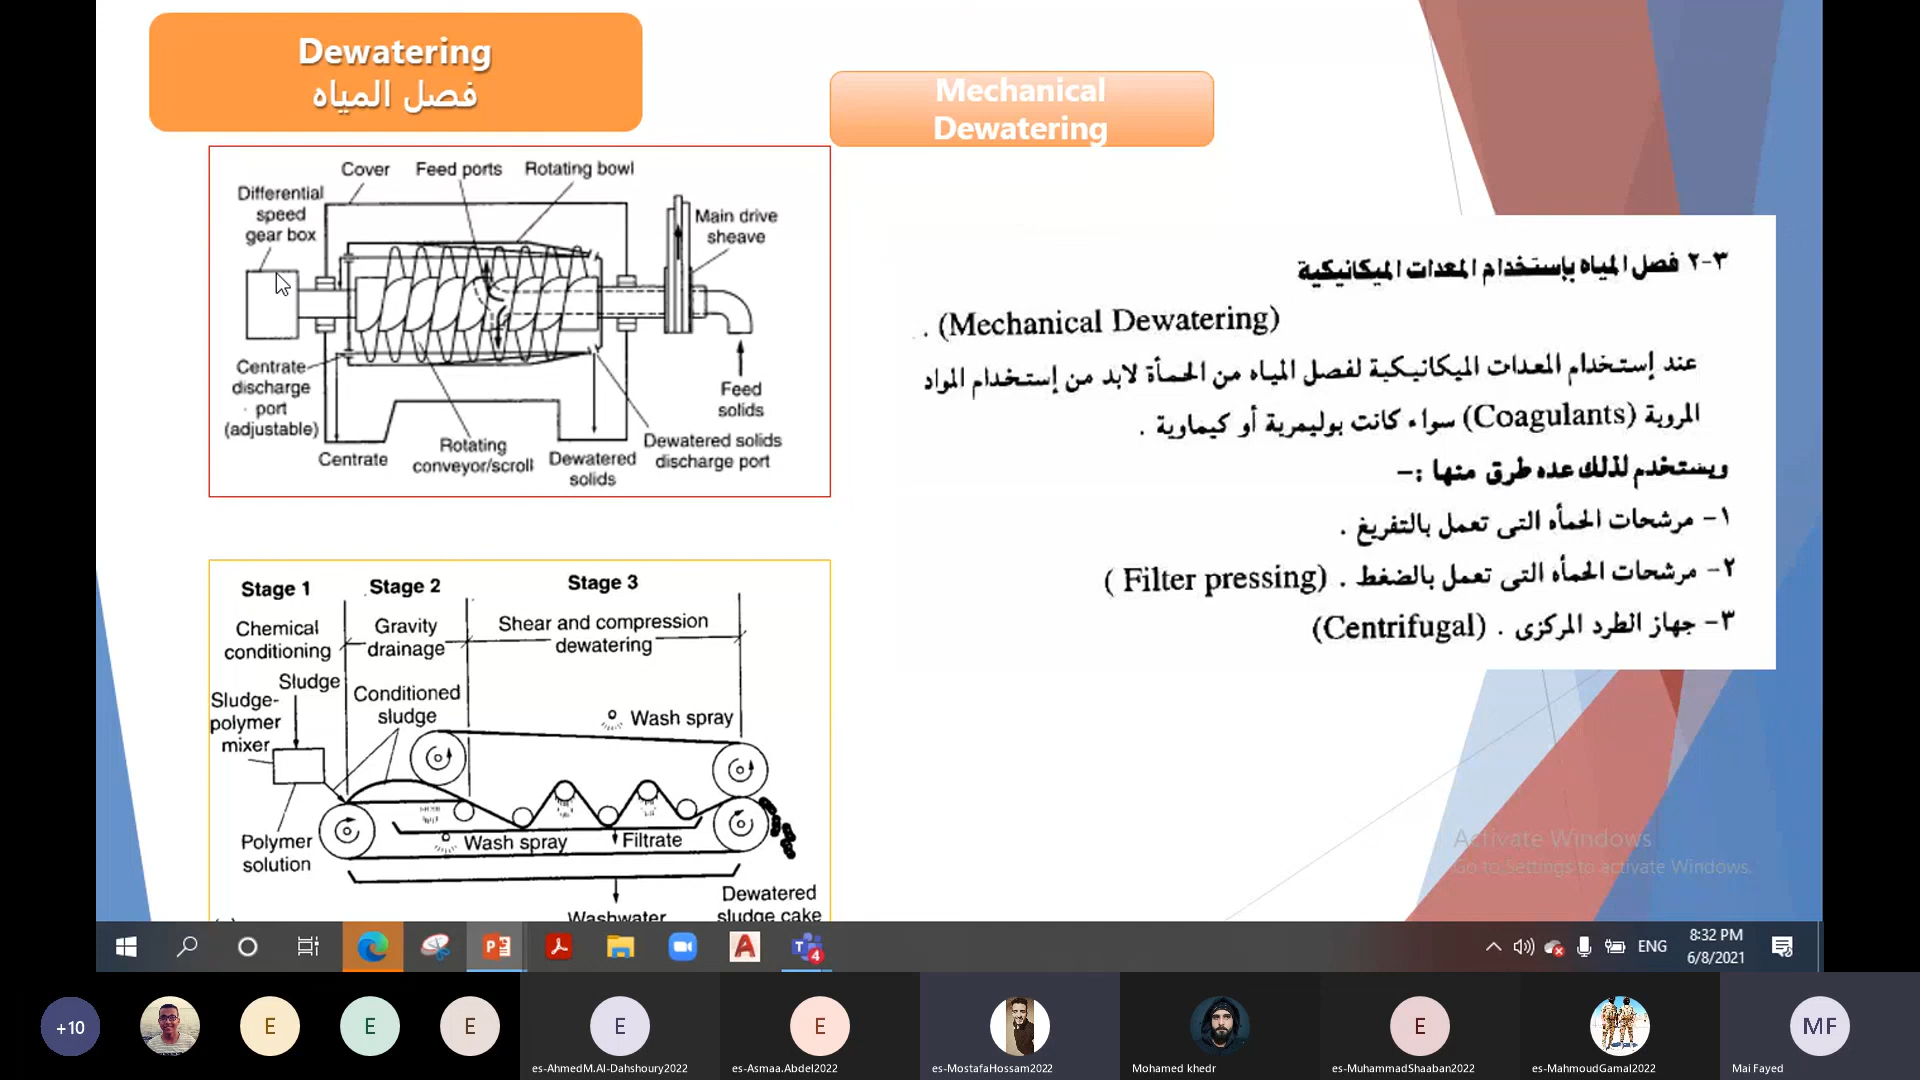 Dewatering
فصل المياه
Mechanical
Dewatering
Cover
Feed ports
Rotating bowl
Differential
speed
gear box
Main drive
sheave
Centrate
discharge
port
(adjustable)
Feed
solids
Centrate
Rotating
conveyor/scroll
Dewatered
solids
Dewatered solids
discharge port
٣-٢ فصل المياه بإستخدام المعدات الميكانيكية
(Mechanical Dewatering) .
عند إستخدام المعدات الميكانيكية لفصل المياه من الحمأة لابد من إستخدام المواد
المروبة (Coagulants) سواء كانت بوليمرية أو كيماوية .
ويستخدم لذلك عده طرق منها :-
١- مرشحات الحمأه التى تعمل بالتفريغ .
٢- مرشحات الحمأه التى تعمل بالضغط . (Filter pressing)
٣- جهاز الطرد المركزى . (Centrifugal)
Stage 1
Stage 2
Stage 3
Chemical
conditioning
Gravity
drainage
Shear and compression
dewatering
Sludge
Sludge-
polymer
mixer
Conditioned
sludge
Wash spray
Polymer
solution
Wash spray
Filtrate
Washwater
Dewatered
sludge cake
Activate Windows
Go to Settings to activate Windows.
4
ENG
8:32 PM
6/8/2021
+10
E
E
E
E
E
E
MF
es-AhmedM.Al-Dahshoury2022
es-Asmaa.Abdel2022
es-MostafaHossam2022
Mohamed khedr
es-MuhammadShaaban2022
es-MahmoudGamal2022
Mai Fayed